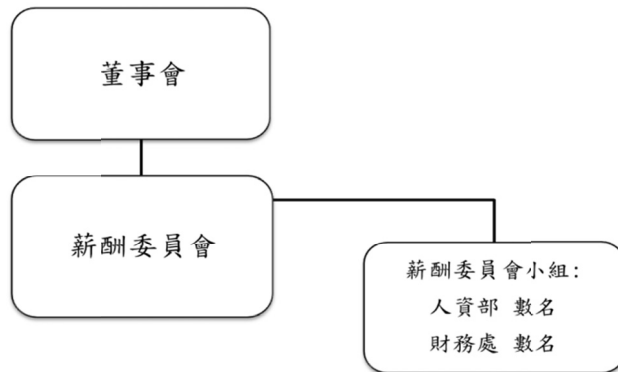 董事會
薪酬委員會
薪酬委員會小組:
人資部 數名
財務處 數名